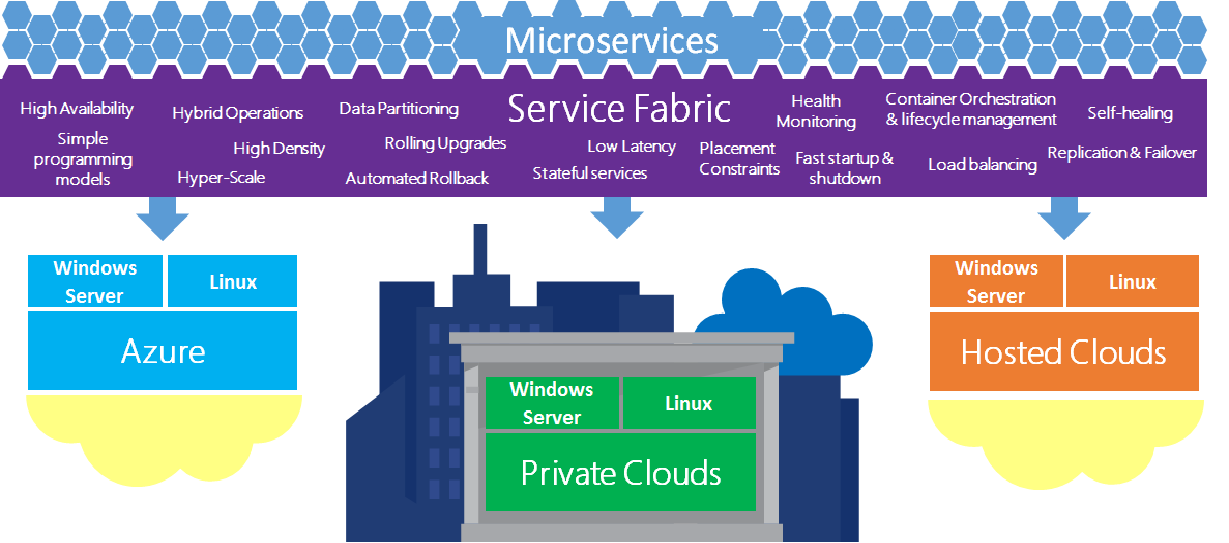 Microservices
Service Fabric
High Availability
Simple
programming
models
Hybrid Operations
High Density
Hyper-Scale
Data Partitioning
Rolling Upgrades
Automated Rollback
Low Latency
Stateful services
Placement
Constraints
Health
Monitoring
Fast startup &
shutdown
Container Orchestration
& lifecycle management
Load balancing
Self-healing
Replication & Failover
Windows
Server
Linux
Azure
Windows
Server
Linux
Private Clouds
Windows
Server
Linux
Hosted Clouds